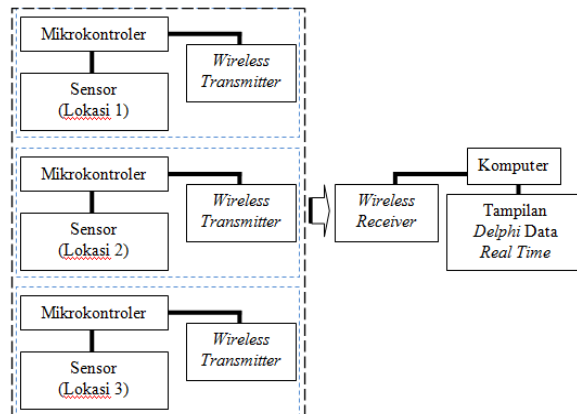 Mikrokontroler
Wireless
Transmitter
Sensor
(Lokasi 1)
Mikrokontroler
Wireless
Transmitter
Sensor
(Lokasi 2)
Mikrokontroler
Wireless
Transmitter
Sensor
(Lokasi 3)
Wireless
Receiver
Komputer
Tampilan
Delphi Data
Real Time